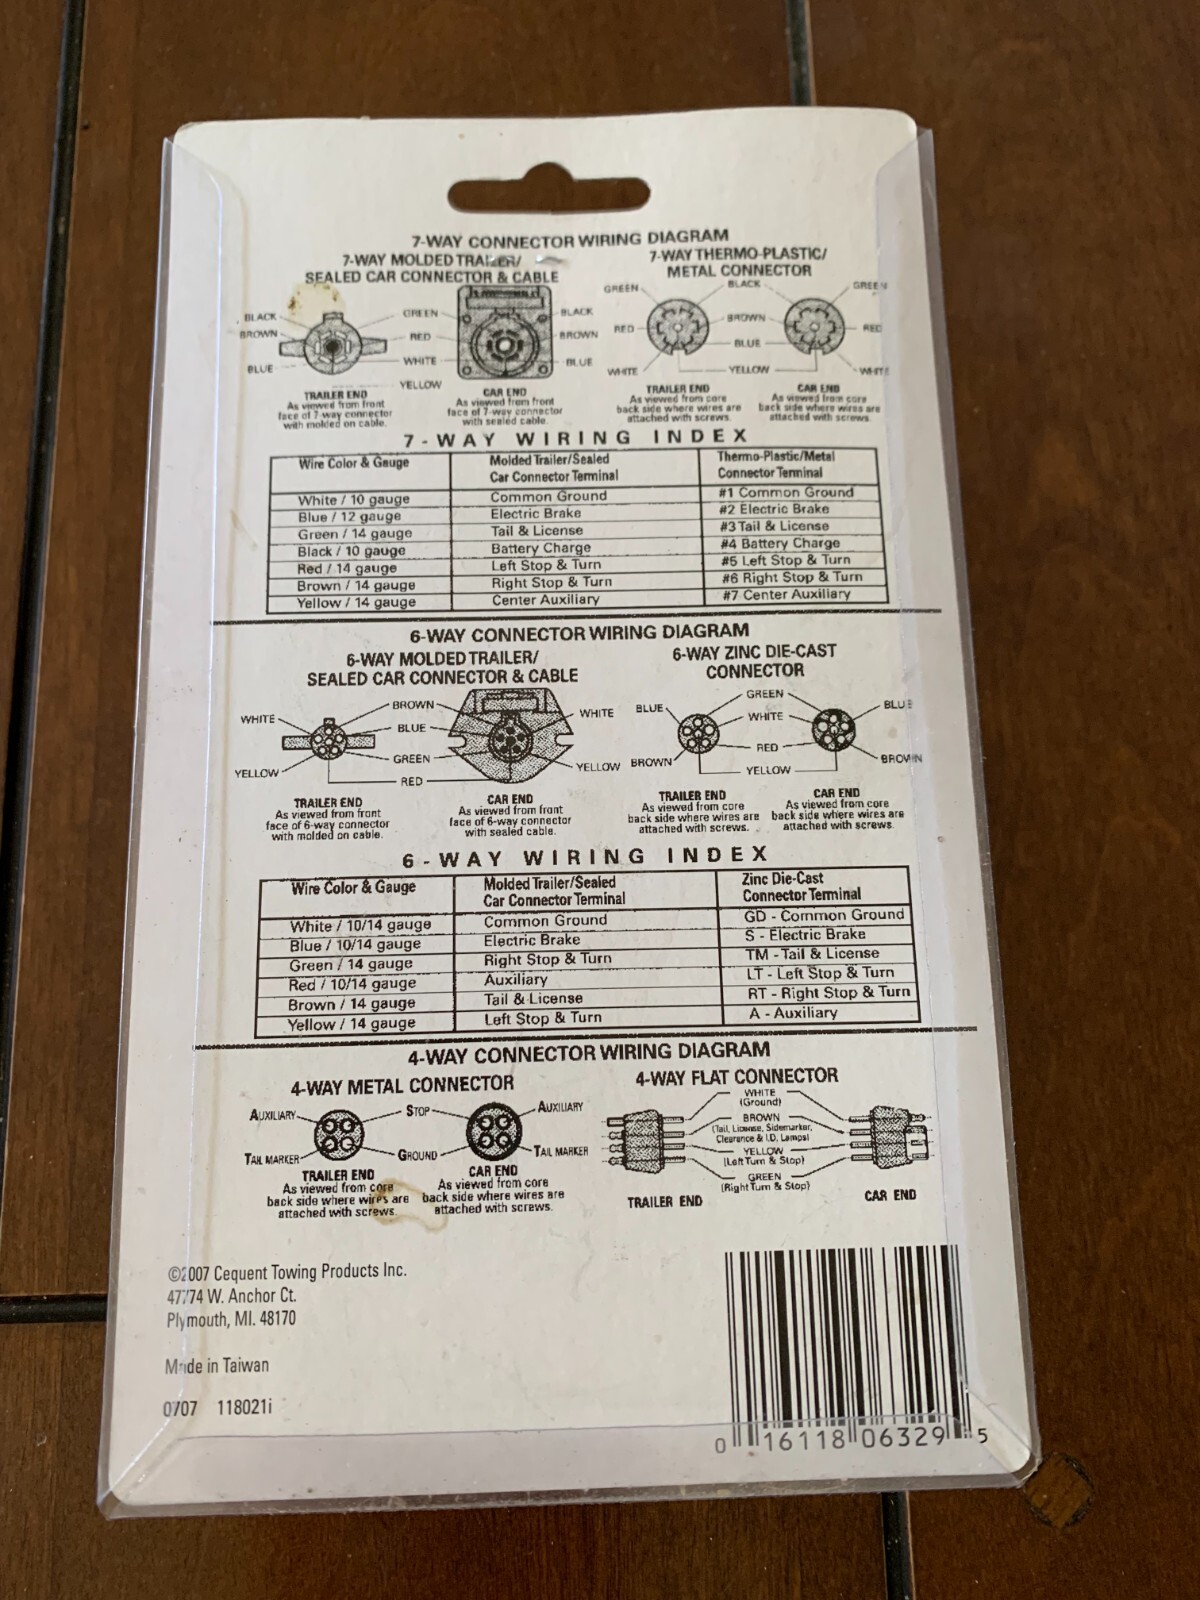 7-WAY CONNECTOR WIRING DIAGRAM
7-WAY MOLDED TRAILER/
SEALED CAR CONNECTOR & CABLE
7-WAY THERMO-PLASTIC/
METAL CONNECTOR
BLACK
BROWN
BLUE
GREEN
RED
WHITE
YELLOW
BLACK
BROWN
BLUE
GREEN
RED
WHITE
BLACK
BROWN
BLUE
YELLOW
GREEN
RED
WHITE
TRAILER END
As viewed from front
face of 7-way connector
with molded on cable.
CAR END
As viewed from front
face of 7-way connector
with sealed cable.
TRAILER END
As viewed from core
back side where wires are
attached with screws.
CAR END
As viewed from core
back side where wires are
attached with screws.
7-WAY WIRING INDEX
Wire Color & Gauge
Molded Trailer/Sealed
Car Connector Terminal
Thermo-Plastic/Metal
Connector Terminal
White / 10 gauge Common Ground #1 Common Ground
Blue / 12 gauge Electric Brake #2 Electric Brake
Green / 14 gauge Tail & License #3 Tail & License
Black / 10 gauge Battery Charge #4 Battery Charge
Red / 14 gauge Left Stop & Turn #5 Left Stop & Turn
Brown / 14 gauge Right Stop & Turn #6 Right Stop & Turn
Yellow / 14 gauge Center Auxiliary #7 Center Auxiliary
6-WAY CONNECTOR WIRING DIAGRAM
6-WAY MOLDED TRAILER/
SEALED CAR CONNECTOR & CABLE
6-WAY ZINC DIE-CAST
CONNECTOR
WHITE
YELLOW
BROWN
BLUE
GREEN
RED
WHITE
YELLOW
BLUE
BROWN
GREEN
WHITE
RED
YELLOW
BLUE
BROWN
TRAILER END
As viewed from front
face of 6-way connector
with molded on cable.
CAR END
As viewed from front
face of 6-way connector
with sealed cable.
TRAILER END
As viewed from core
back side where wires are
attached with screws.
CAR END
As viewed from core
back side where wires are
attached with screws.
6-WAY WIRING INDEX
Wire Color & Gauge
Molded Trailer/Sealed
Car Connector Terminal
Zinc Die-Cast
Connector Terminal
White / 10/14 gauge Common Ground GD - Common Ground
Blue / 10/14 gauge Electric Brake S - Electric Brake
Green / 14 gauge Right Stop & Turn TM - Tail & License
Red / 10/14 gauge Auxiliary LT - Left Stop & Turn
Brown / 14 gauge Tail & License RT - Right Stop & Turn
Yellow / 14 gauge Left Stop & Turn A - Auxiliary
4-WAY CONNECTOR WIRING DIAGRAM
4-WAY METAL CONNECTOR
4-WAY FLAT CONNECTOR
AUXILIARY
TAIL MARKER
STOP
GROUND
AUXILIARY
TAIL MARKER
TRAILER END
As viewed from core
back side where wires are
attached with screws.
CAR END
As viewed from core
back side where wires are
attached with screws.
WHITE
(Ground)
BROWN
(Tail, License, Sidemarker,
Clearance & I.D. Lamps)
YELLOW
(Left Turn & Stop)
GREEN
(Right Turn & Stop)
TRAILER END
CAR END
©2007 Cequent Towing Products Inc.
47774 W. Anchor Ct.
Plymouth, MI. 48170
Made in Taiwan
0707 118021i
0 16118 06329 5